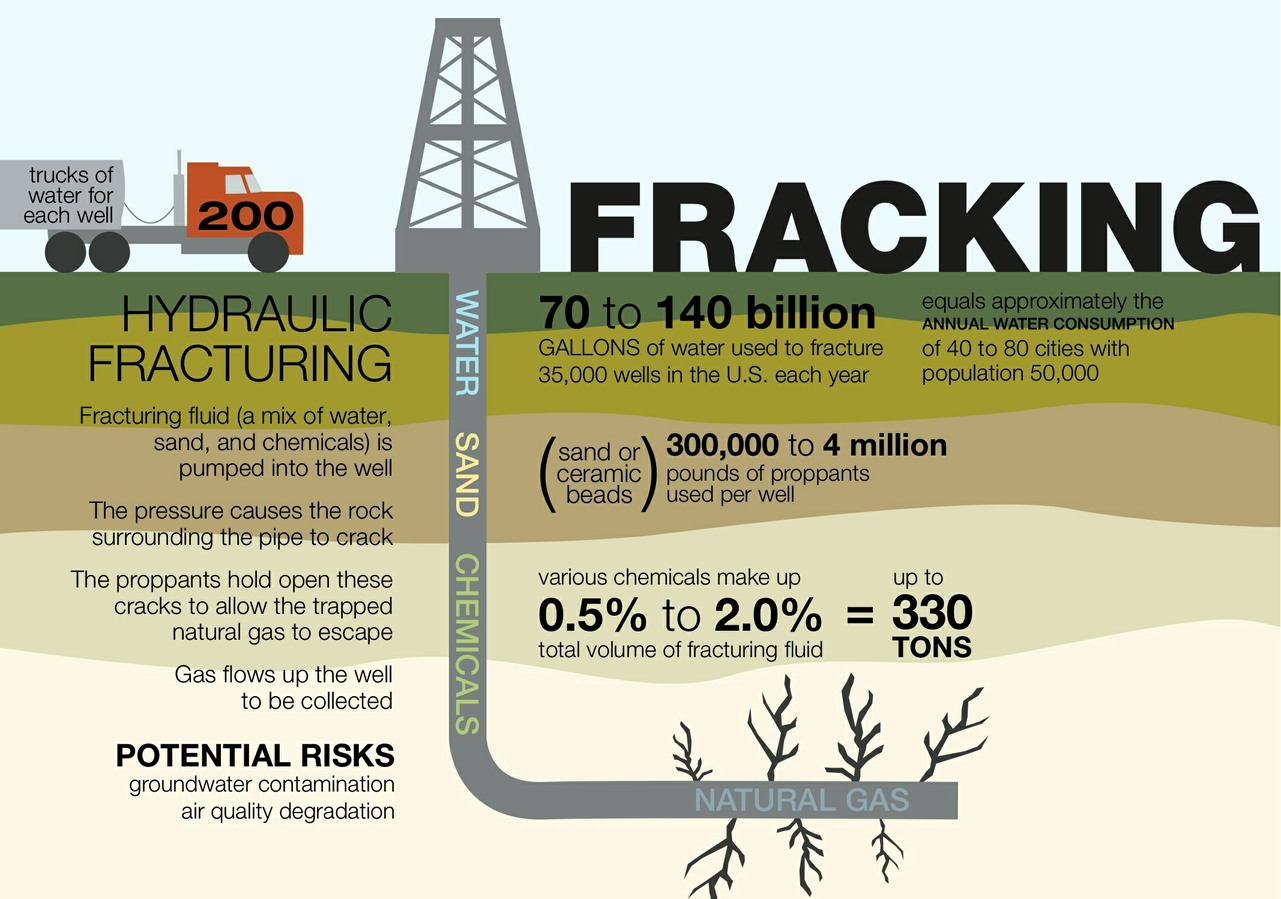 trucks of
water for
each well
200
FRACKING
HYDRAULIC
FRACTURING
Fracturing fluid (a mix of water,
sand, and chemicals) is
pumped into the well
The pressure causes the rock
surrounding the pipe to crack
The proppants hold open these
cracks to allow the trapped
natural gas to escape
Gas flows up the well
to be collected
POTENTIAL RISKS
groundwater contamination
air quality degradation
WATER
SAND
CHEMICALS
70 to 140 billion
GALLONS of water used to fracture
35,000 wells in the U.S. each year
equals approximately the
ANNUAL WATER CONSUMPTION
of 40 to 80 cities with
population 50,000
(sand or
ceramic
beads)
300,000 to 4 million
pounds of proppants
used per well
various chemicals make up
0.5% to 2.0%
total volume of fracturing fluid
=
up to
330
TONS
NATURAL GAS